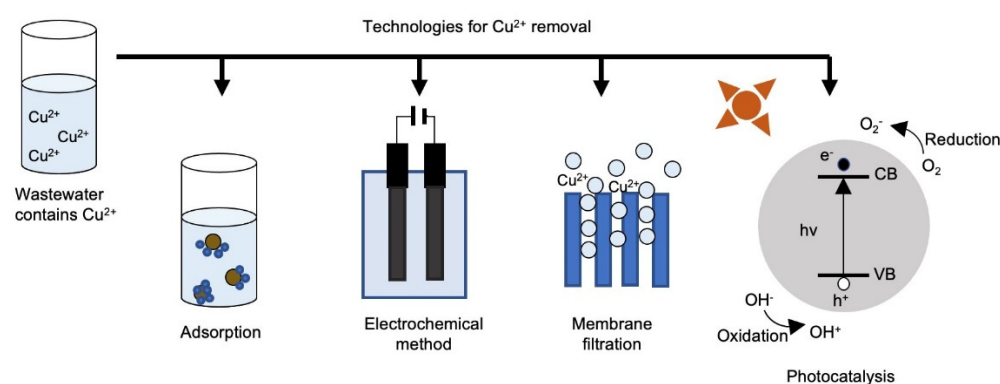 Technologies for Cu²⁺ removal
Cu²⁺
Cu²⁺
Cu²⁺
Wastewater
contains Cu²⁺
Adsorption
Electrochemical
method
Cu²⁺
Cu²⁺
Membrane
filtration
O₂⁻
Reduction
O₂
e⁻
CB
hv
VB
h⁺
OH⁻
Oxidation
OH⁺
Photocatalysis